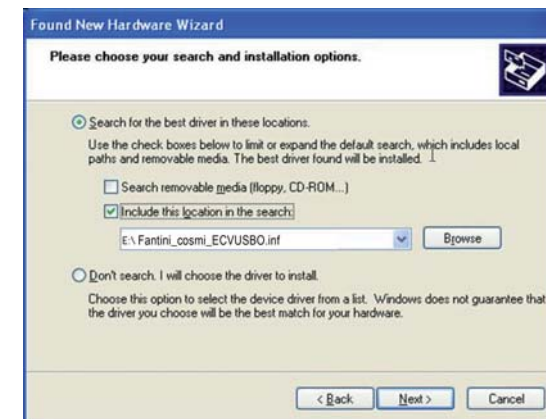 Found New Hardware Wizard
Please choose your search and installation options.
Search for the best driver in these locations.
Use the check boxes below to limit or expand the default search, which includes local
paths and removable media. The best driver found will be installed.
Search removable media (floppy, CD-ROM...)
Include this location in the search:
E:\ Fantini_cosmi_ECVUSBO.inf
Browse
Don't search. I will choose the driver to install.
Choose this option to select the device driver from a list. Windows does not guarantee that
the driver you choose will be the best match for your hardware.
< Back
Next >
Cancel